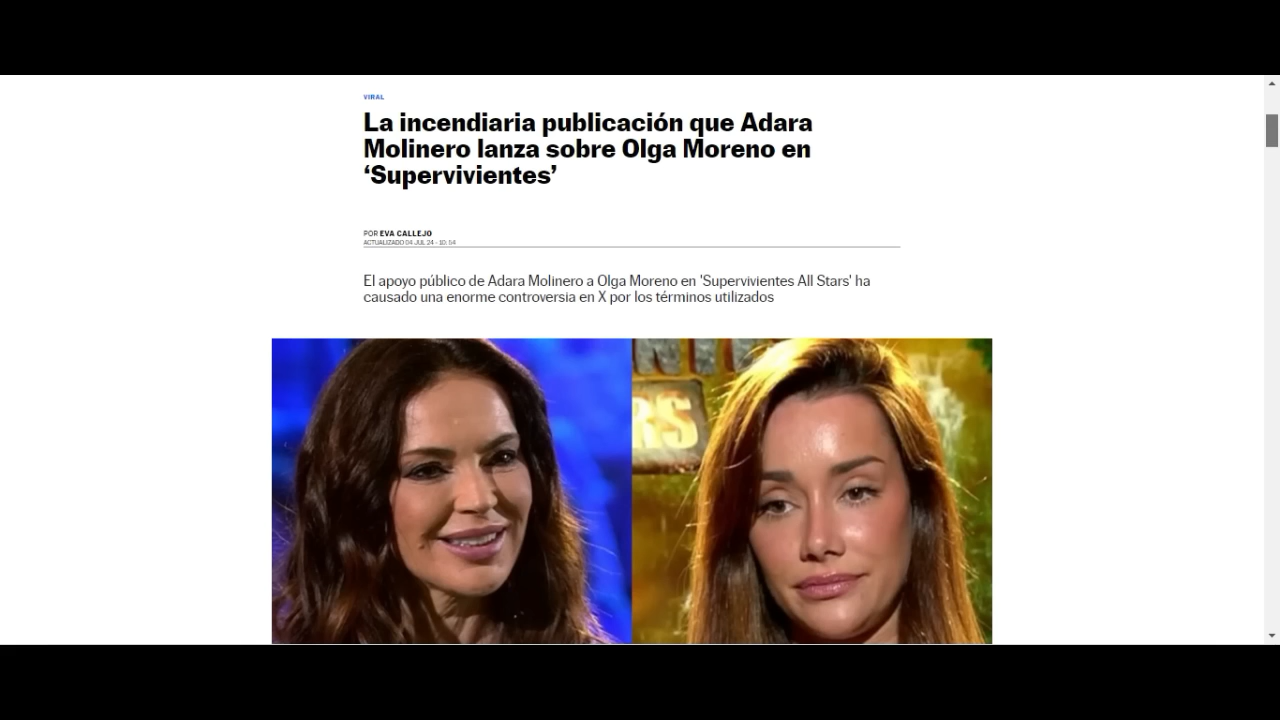 VIRAL
La incendiaria publicación que Adara
Molinero lanza sobre Olga Moreno en
‘Supervivientes’
POR EVA CALLEJO
ACTUALIZADO 04 JUL 24 - 10:54
El apoyo público de Adara Molinero a Olga Moreno en 'Supervivientes All Stars' ha
causado una enorme controversia en X por los términos utilizados
RS